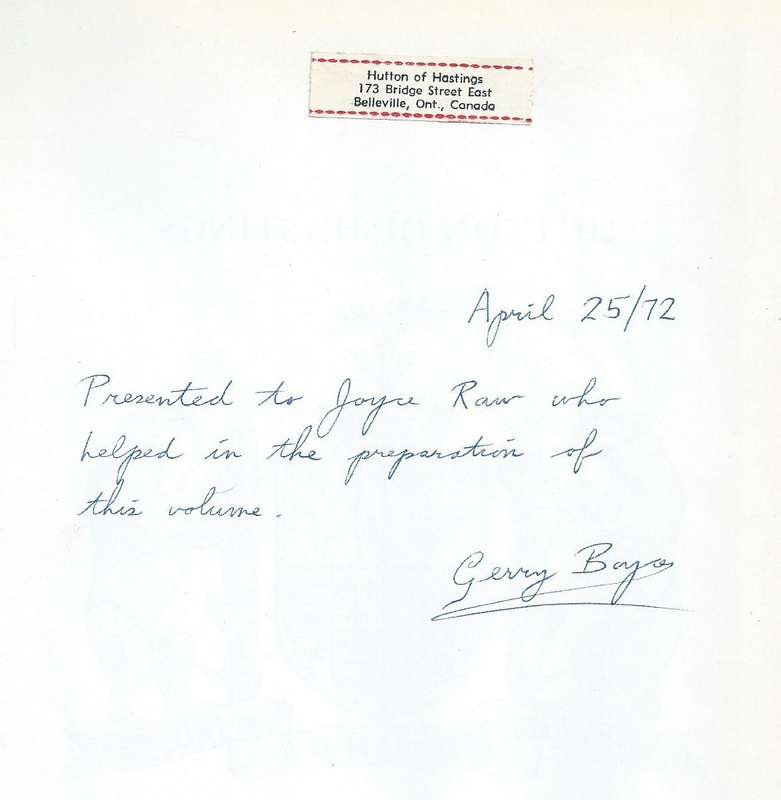 Hutton of Hastings
173 Bridge Street East
Belleville, Ont., Canada
April 25/72
Presented to Joyce Raw who
helped in the preparation of
this volume.
Gerry Boyce